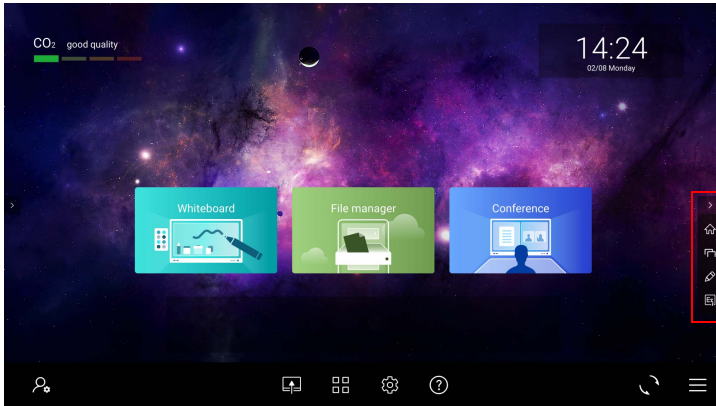 CO₂ good quality
14:24
02/08 Monday
Whiteboard
File manager
Conference